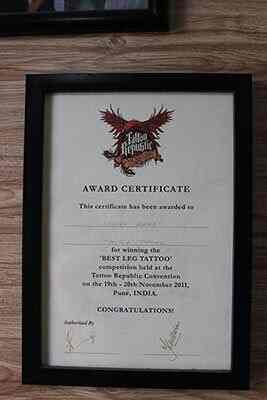 Tattoo
Republic
AWARD CERTIFICATE
This certificate has been awarded to
for winning the
'BEST LEG TATTOO'
competition held at the
Tattoo Republic Convention
on the 19th - 20th November 2011,
Pune, INDIA.
CONGRATULATIONS!
Authorised By